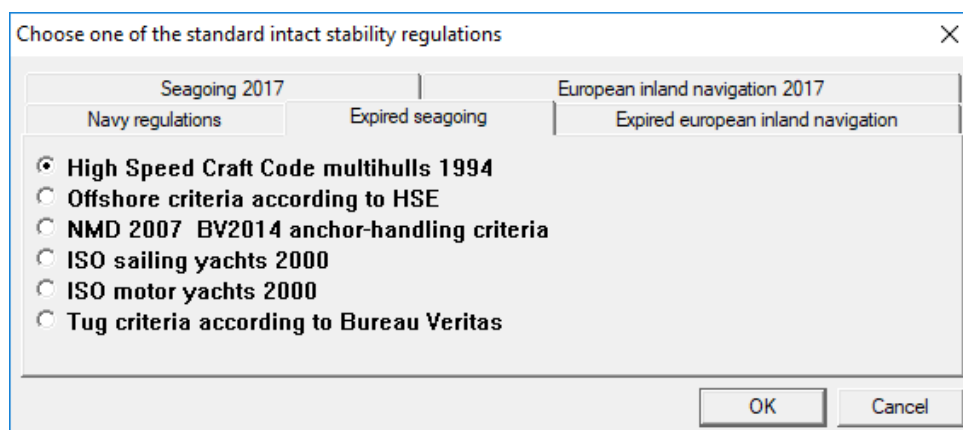 Choose one of the standard intact stability regulations
Seagoing 2017 European inland navigation 2017
Navy regulations Expired seagoing Expired european inland navigation
High Speed Craft Code multihulls 1994
Offshore criteria according to HSE
NMD 2007  BV2014 anchor-handling criteria
ISO sailing yachts 2000
ISO motor yachts 2000
Tug criteria according to Bureau Veritas
OK Cancel